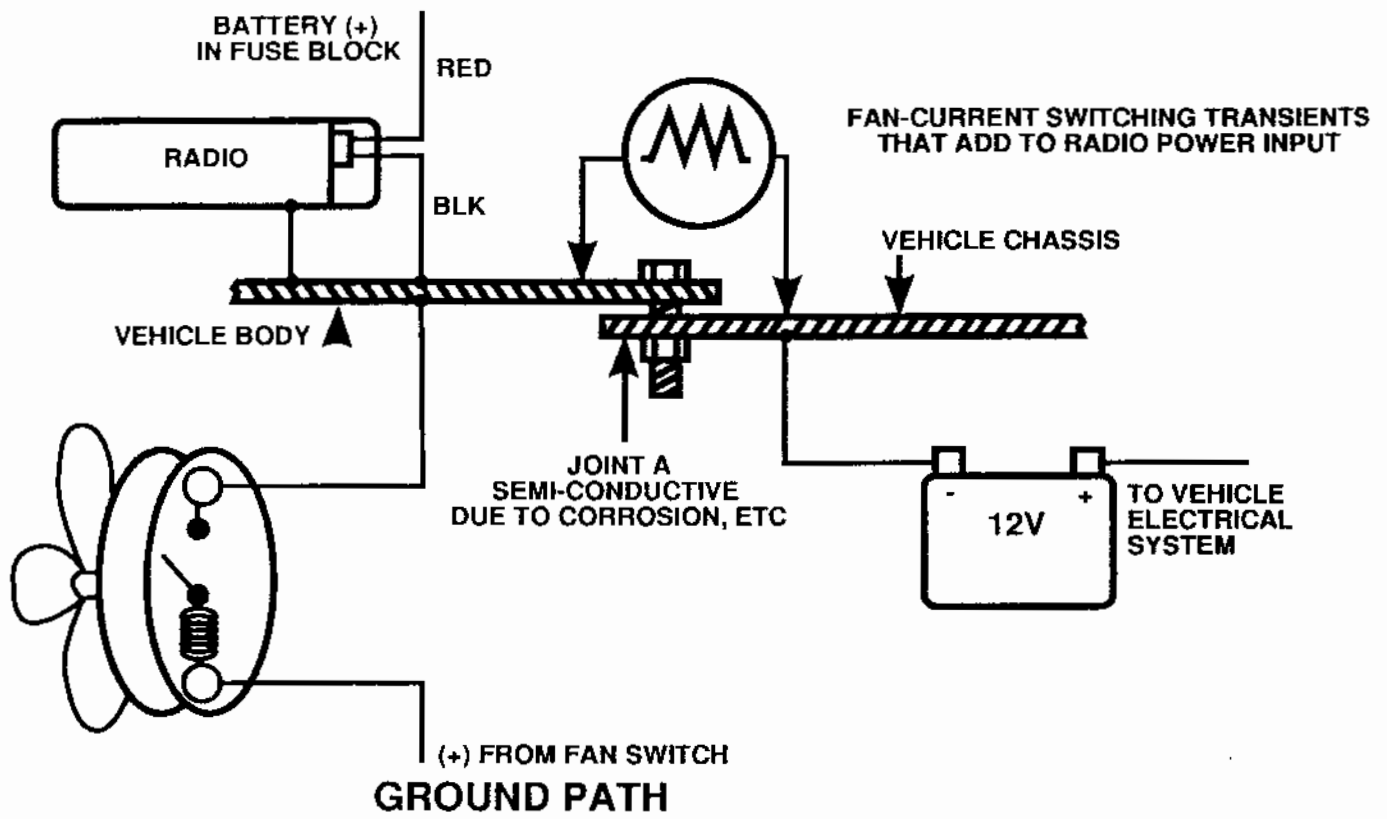 BATTERY (+)
IN FUSE BLOCK
RED
RADIO
BLK
FAN-CURRENT SWITCHING TRANSIENTS
THAT ADD TO RADIO POWER INPUT
VEHICLE CHASSIS
VEHICLE BODY
JOINT A
SEMI-CONDUCTIVE
DUE TO CORROSION, ETC
- +
12V
TO VEHICLE
ELECTRICAL
SYSTEM
(+) FROM FAN SWITCH
GROUND PATH